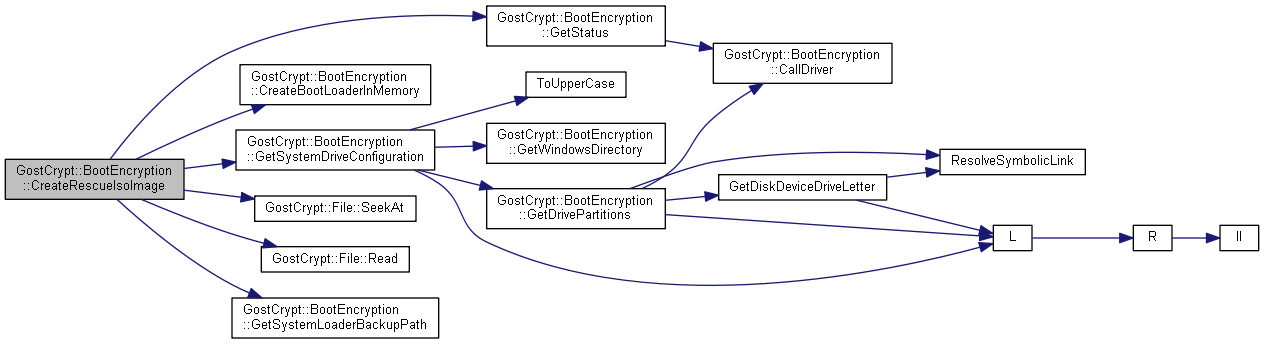 GostCrypt::BootEncryption
::CreateRescueIsoImage
GostCrypt::BootEncryption
::GetStatus
GostCrypt::BootEncryption
::CallDriver
GostCrypt::BootEncryption
::CreateBootLoaderInMemory
ToUpperCase
GostCrypt::BootEncryption
::GetSystemDriveConfiguration
GostCrypt::BootEncryption
::GetWindowsDirectory
ResolveSymbolicLink
GetDiskDeviceDriveLetter
GostCrypt::BootEncryption
::GetDrivePartitions
GostCrypt::File::SeekAt
L
R
ll
GostCrypt::File::Read
GostCrypt::BootEncryption
::GetSystemLoaderBackupPath